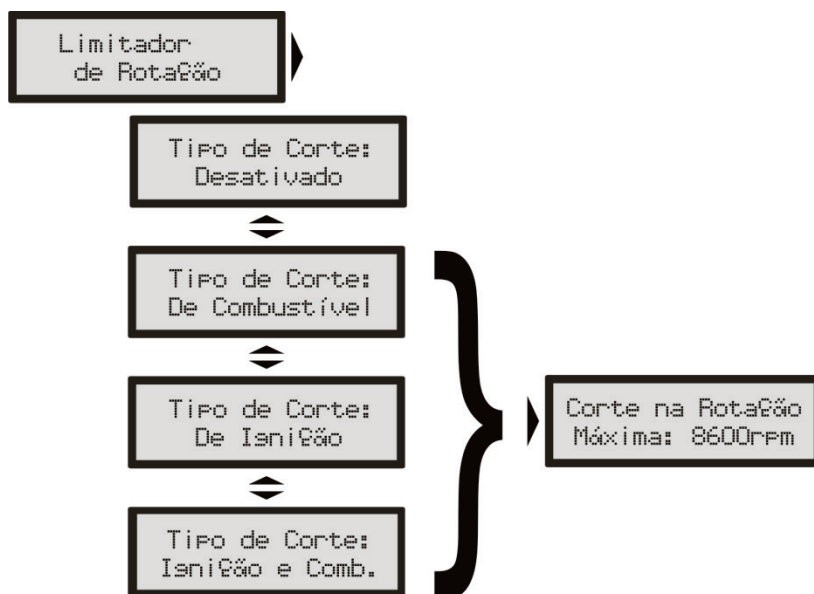 Limitador
de Rotação
Tipo de Corte:
Desativado
Tipo de Corte:
De Combustível
Tipo de Corte:
De Ignição
Tipo de Corte:
Ignição e Comb.
Corte na Rotação
Máxima: 8600rpm